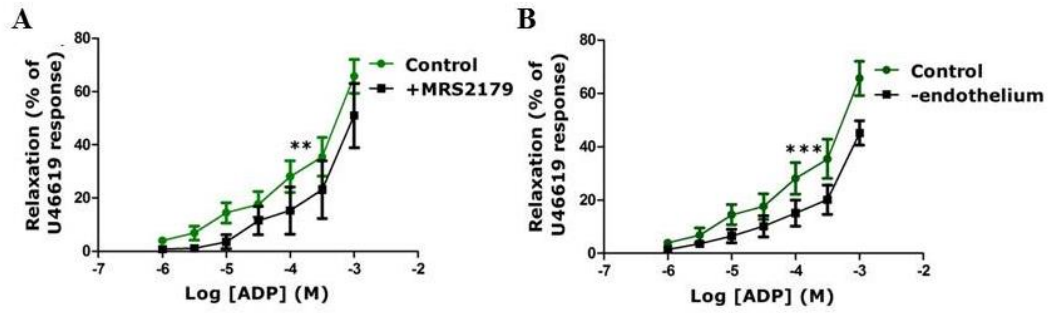 A
Relaxation (% of
U46619 response)
80
60
40
20
0
-7
-6
-5
-4
-3
-2
Log [ADP] (M)
**
Control
+MRS2179
B
Relaxation (% of
U46619 response)
80
60
40
20
0
-7
-6
-5
-4
-3
-2
Log [ADP] (M)
***
Control
-endothelium